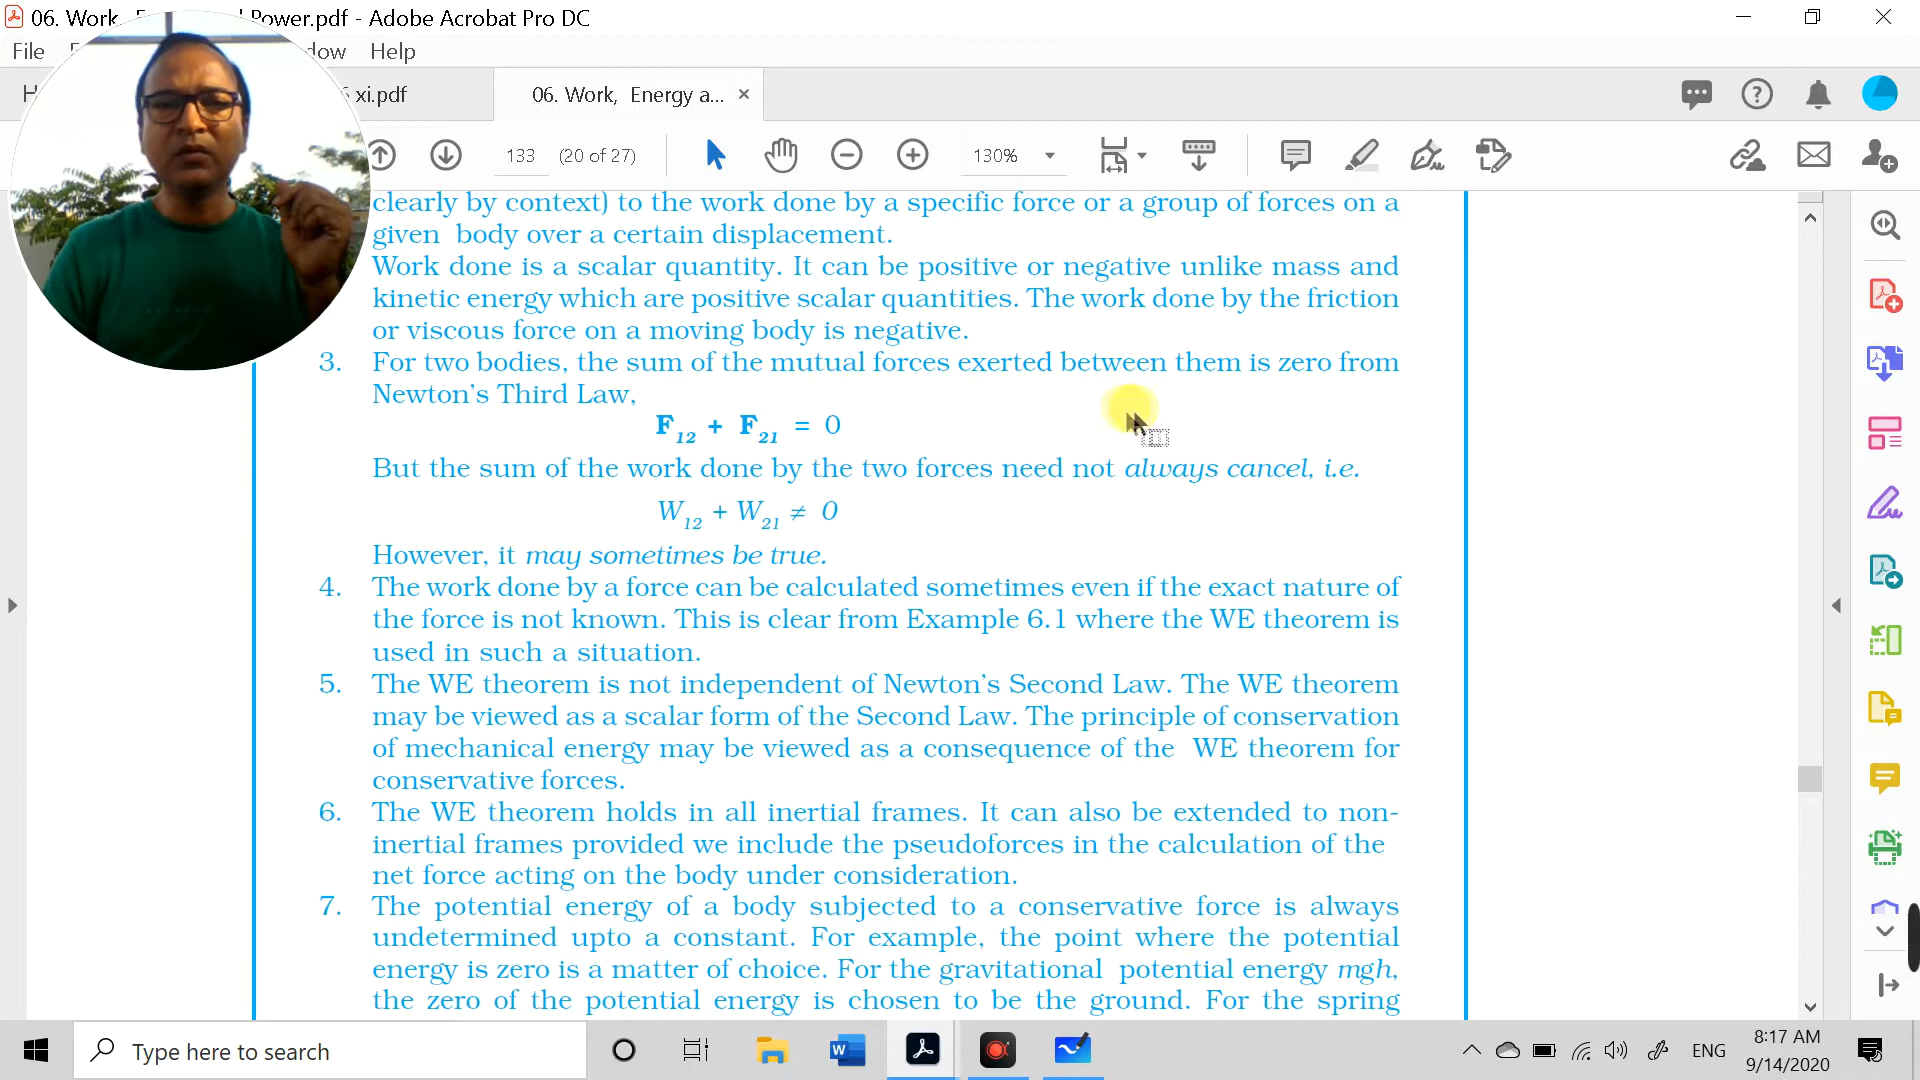 06. Work, Power.pdf - Adobe Acrobat Pro DC
File dow Help
xi.pdf 06. Work, Energy a...
133 (20 of 27) 130%
clearly by context) to the work done by a specific force or a group of forces on a
given body over a certain displacement.
Work done is a scalar quantity. It can be positive or negative unlike mass and
kinetic energy which are positive scalar quantities. The work done by the friction
or viscous force on a moving body is negative.
3. For two bodies, the sum of the mutual forces exerted between them is zero from
Newton's Third Law,
F12 + F21 = 0
But the sum of the work done by the two forces need not always cancel, i.e.
W12 + W21 ≠ 0
However, it may sometimes be true.
4. The work done by a force can be calculated sometimes even if the exact nature of
the force is not known. This is clear from Example 6.1 where the WE theorem is
used in such a situation.
5. The WE theorem is not independent of Newton's Second Law. The WE theorem
may be viewed as a scalar form of the Second Law. The principle of conservation
of mechanical energy may be viewed as a consequence of the WE theorem for
conservative forces.
6. The WE theorem holds in all inertial frames. It can also be extended to non-
inertial frames provided we include the pseudoforces in the calculation of the
net force acting on the body under consideration.
7. The potential energy of a body subjected to a conservative force is always
undetermined upto a constant. For example, the point where the potential
energy is zero is a matter of choice. For the gravitational potential energy mgh,
the zero of the potential energy is chosen to be the ground. For the spring
Type here to search
ENG
8:17 AM
9/14/2020